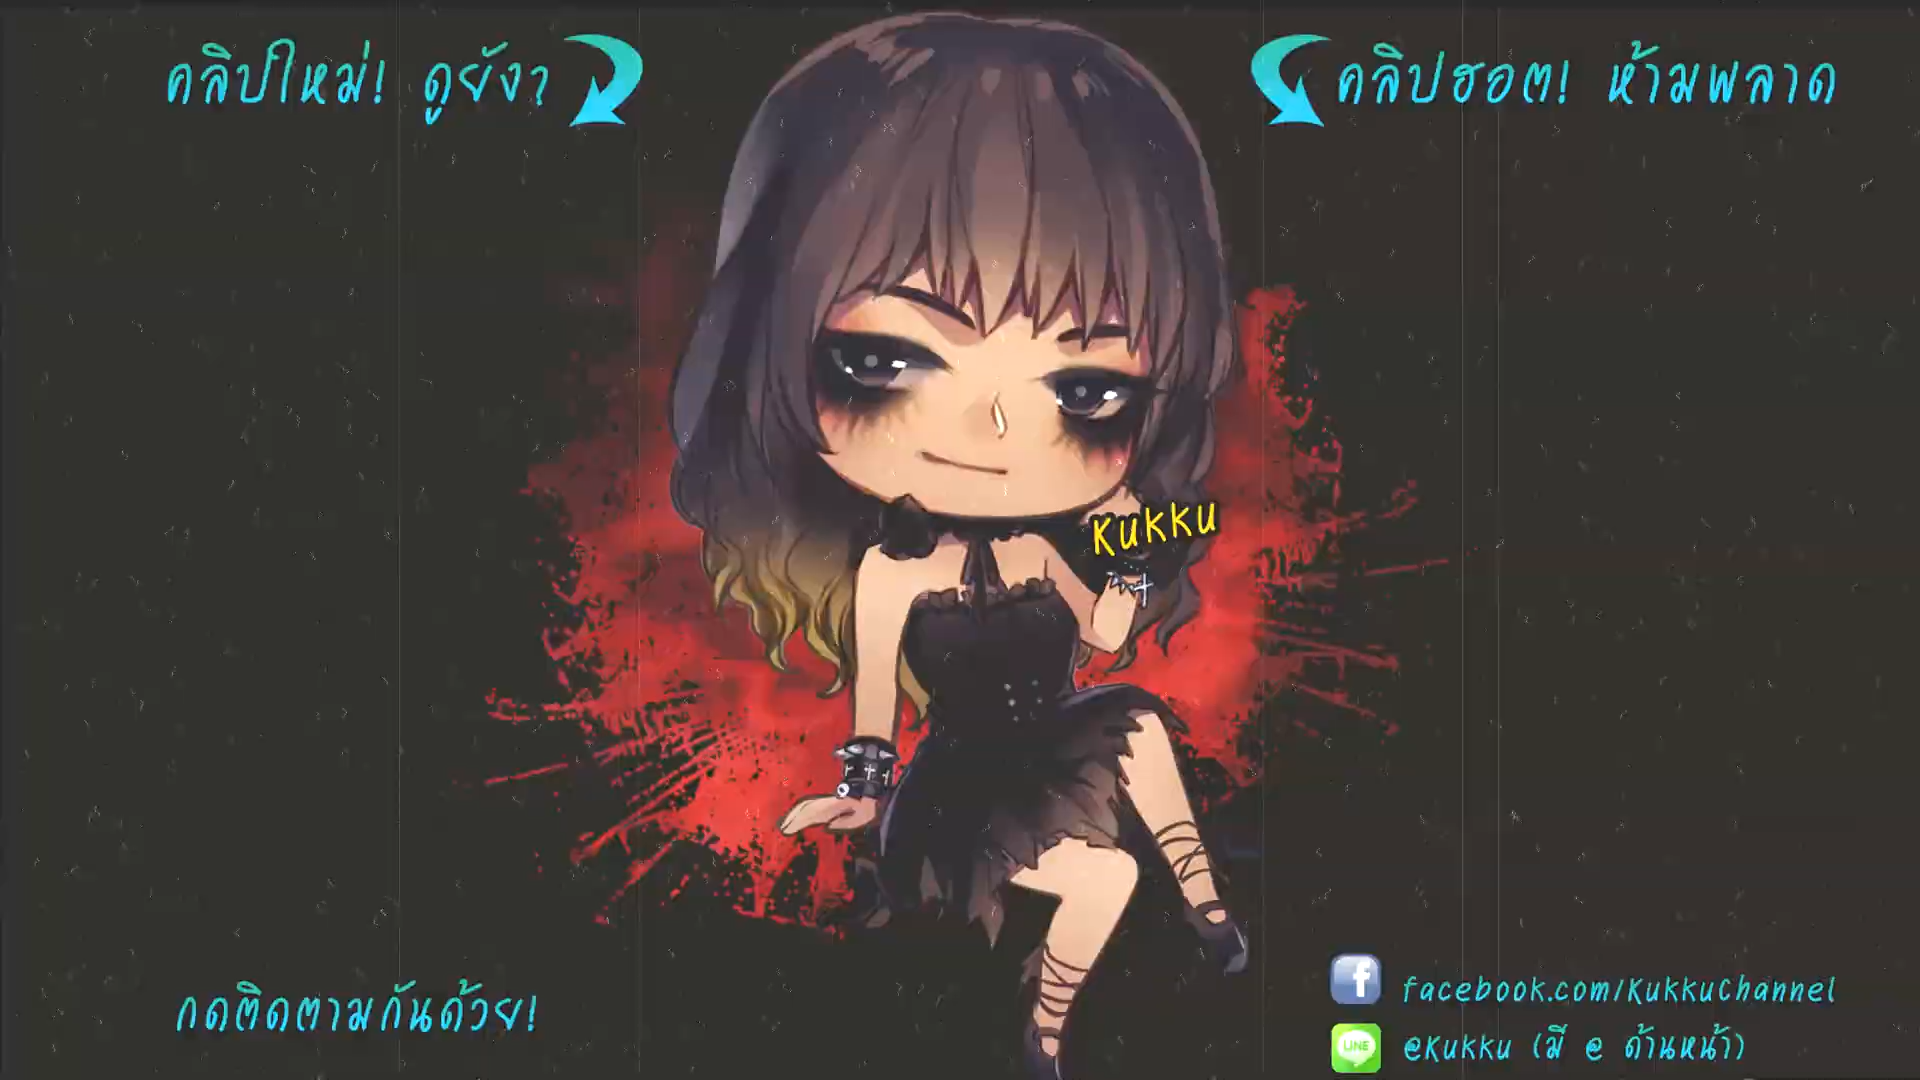 คลิปใหม่! ดูยัง?
คลิปฮอต! ห้ามพลาด
Kukku
กดติดตามกันด้วย!
facebook.com/KukkuChannel
LINE
@Kukku (มี @ ด้านหน้า)